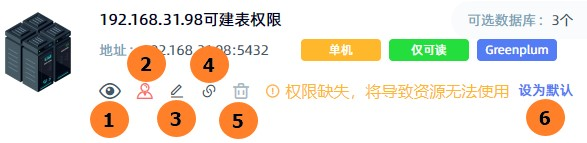 192.168.31.98可建表权限
可选数据库：3个
地址 192.168.31.98:5432
单机
仅可读
Greenplum
2
4
权限缺失，将导致资源无法使用
设为默认
1
3
5
6